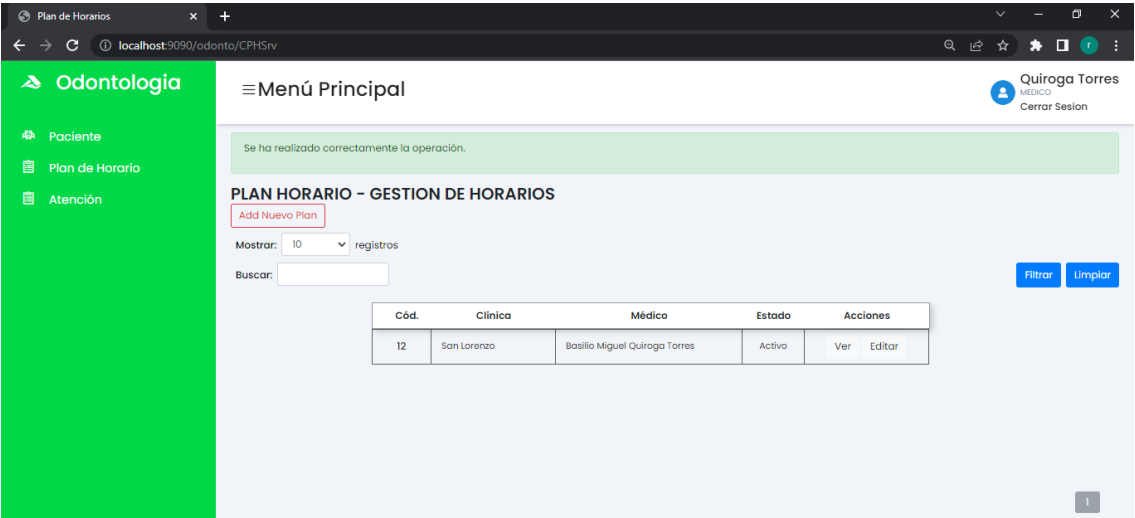 Plan de Horarios
localhost:9090/odonto/CPHSrv
r
Odontologia
Menú Principal
Quiroga Torres
MEDICO
Cerrar Sesion
Paciente
Plan de Horario
Atención
Se ha realizado correctamente la operación.
PLAN HORARIO - GESTION DE HORARIOS
Add Nuevo Plan
Mostrar: 10 registros
Buscar:
Filtrar Limpiar
Cód. Clinica Médico Estado Acciones
12 San Lorenzo Basilio Miguel Quiroga Torres Activo Ver Editar
1